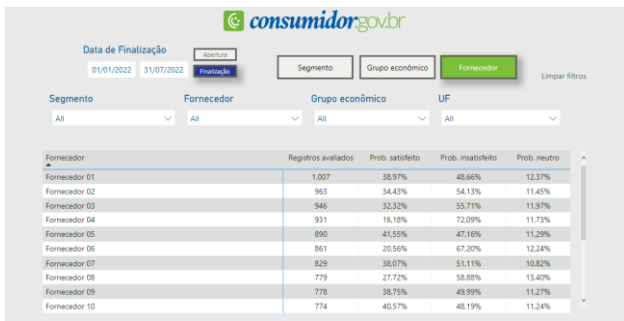 consumidor.gov.br
Data de Finalização
Abertura
01/01/2022 31/07/2022 Finalização
Segmento Grupo econômico Fornecedor
Limpar filtros
Segmento Fornecedor Grupo econômico UF
All All All All
Fornecedor Registros avaliados Prob. satisfeito Prob. insatisfeito Prob. neutro
Fornecedor 01 1.007 38,97% 48,66% 12,37%
Fornecedor 02 963 34,43% 54,13% 11,45%
Fornecedor 03 946 32,32% 55,71% 11,97%
Fornecedor 04 931 16,18% 72,09% 11,73%
Fornecedor 05 890 41,55% 47,16% 11,29%
Fornecedor 06 861 20,56% 67,20% 12,24%
Fornecedor 07 829 38,07% 51,11% 10,82%
Fornecedor 08 779 27,72% 58,88% 13,40%
Fornecedor 09 778 38,75% 49,99% 11,27%
Fornecedor 10 774 40,57% 48,19% 11,24%